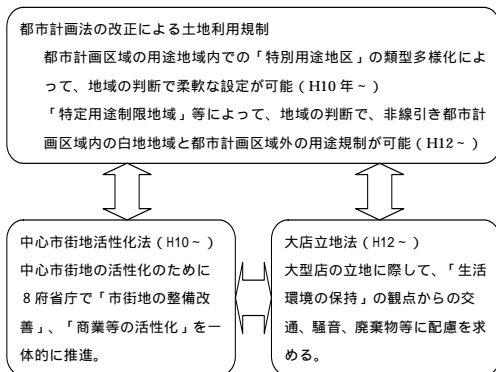 都市計画法の改正による土地利用規制
都市計画区域の用途地域内での「特別用途地区」の類型多様化によ
って、地域の判断で柔軟な設定が可能（H10 年～）
「特定用途制限地域」等によって、地域の判断で、非線引き都市計
画区域内の白地地域と都市計画区域外の用途規制が可能（H12～）
中心市街地活性化法（H10～）
中心市街地の活性化のために
８府省庁で「市街地の整備改
善」、「商業等の活性化」を一
体的に推進。
大店立地法（H12～）
大型店の立地に際して、「生活
環境の保持」の観点からの交
通、騒音、廃棄物等に配慮を求
める。